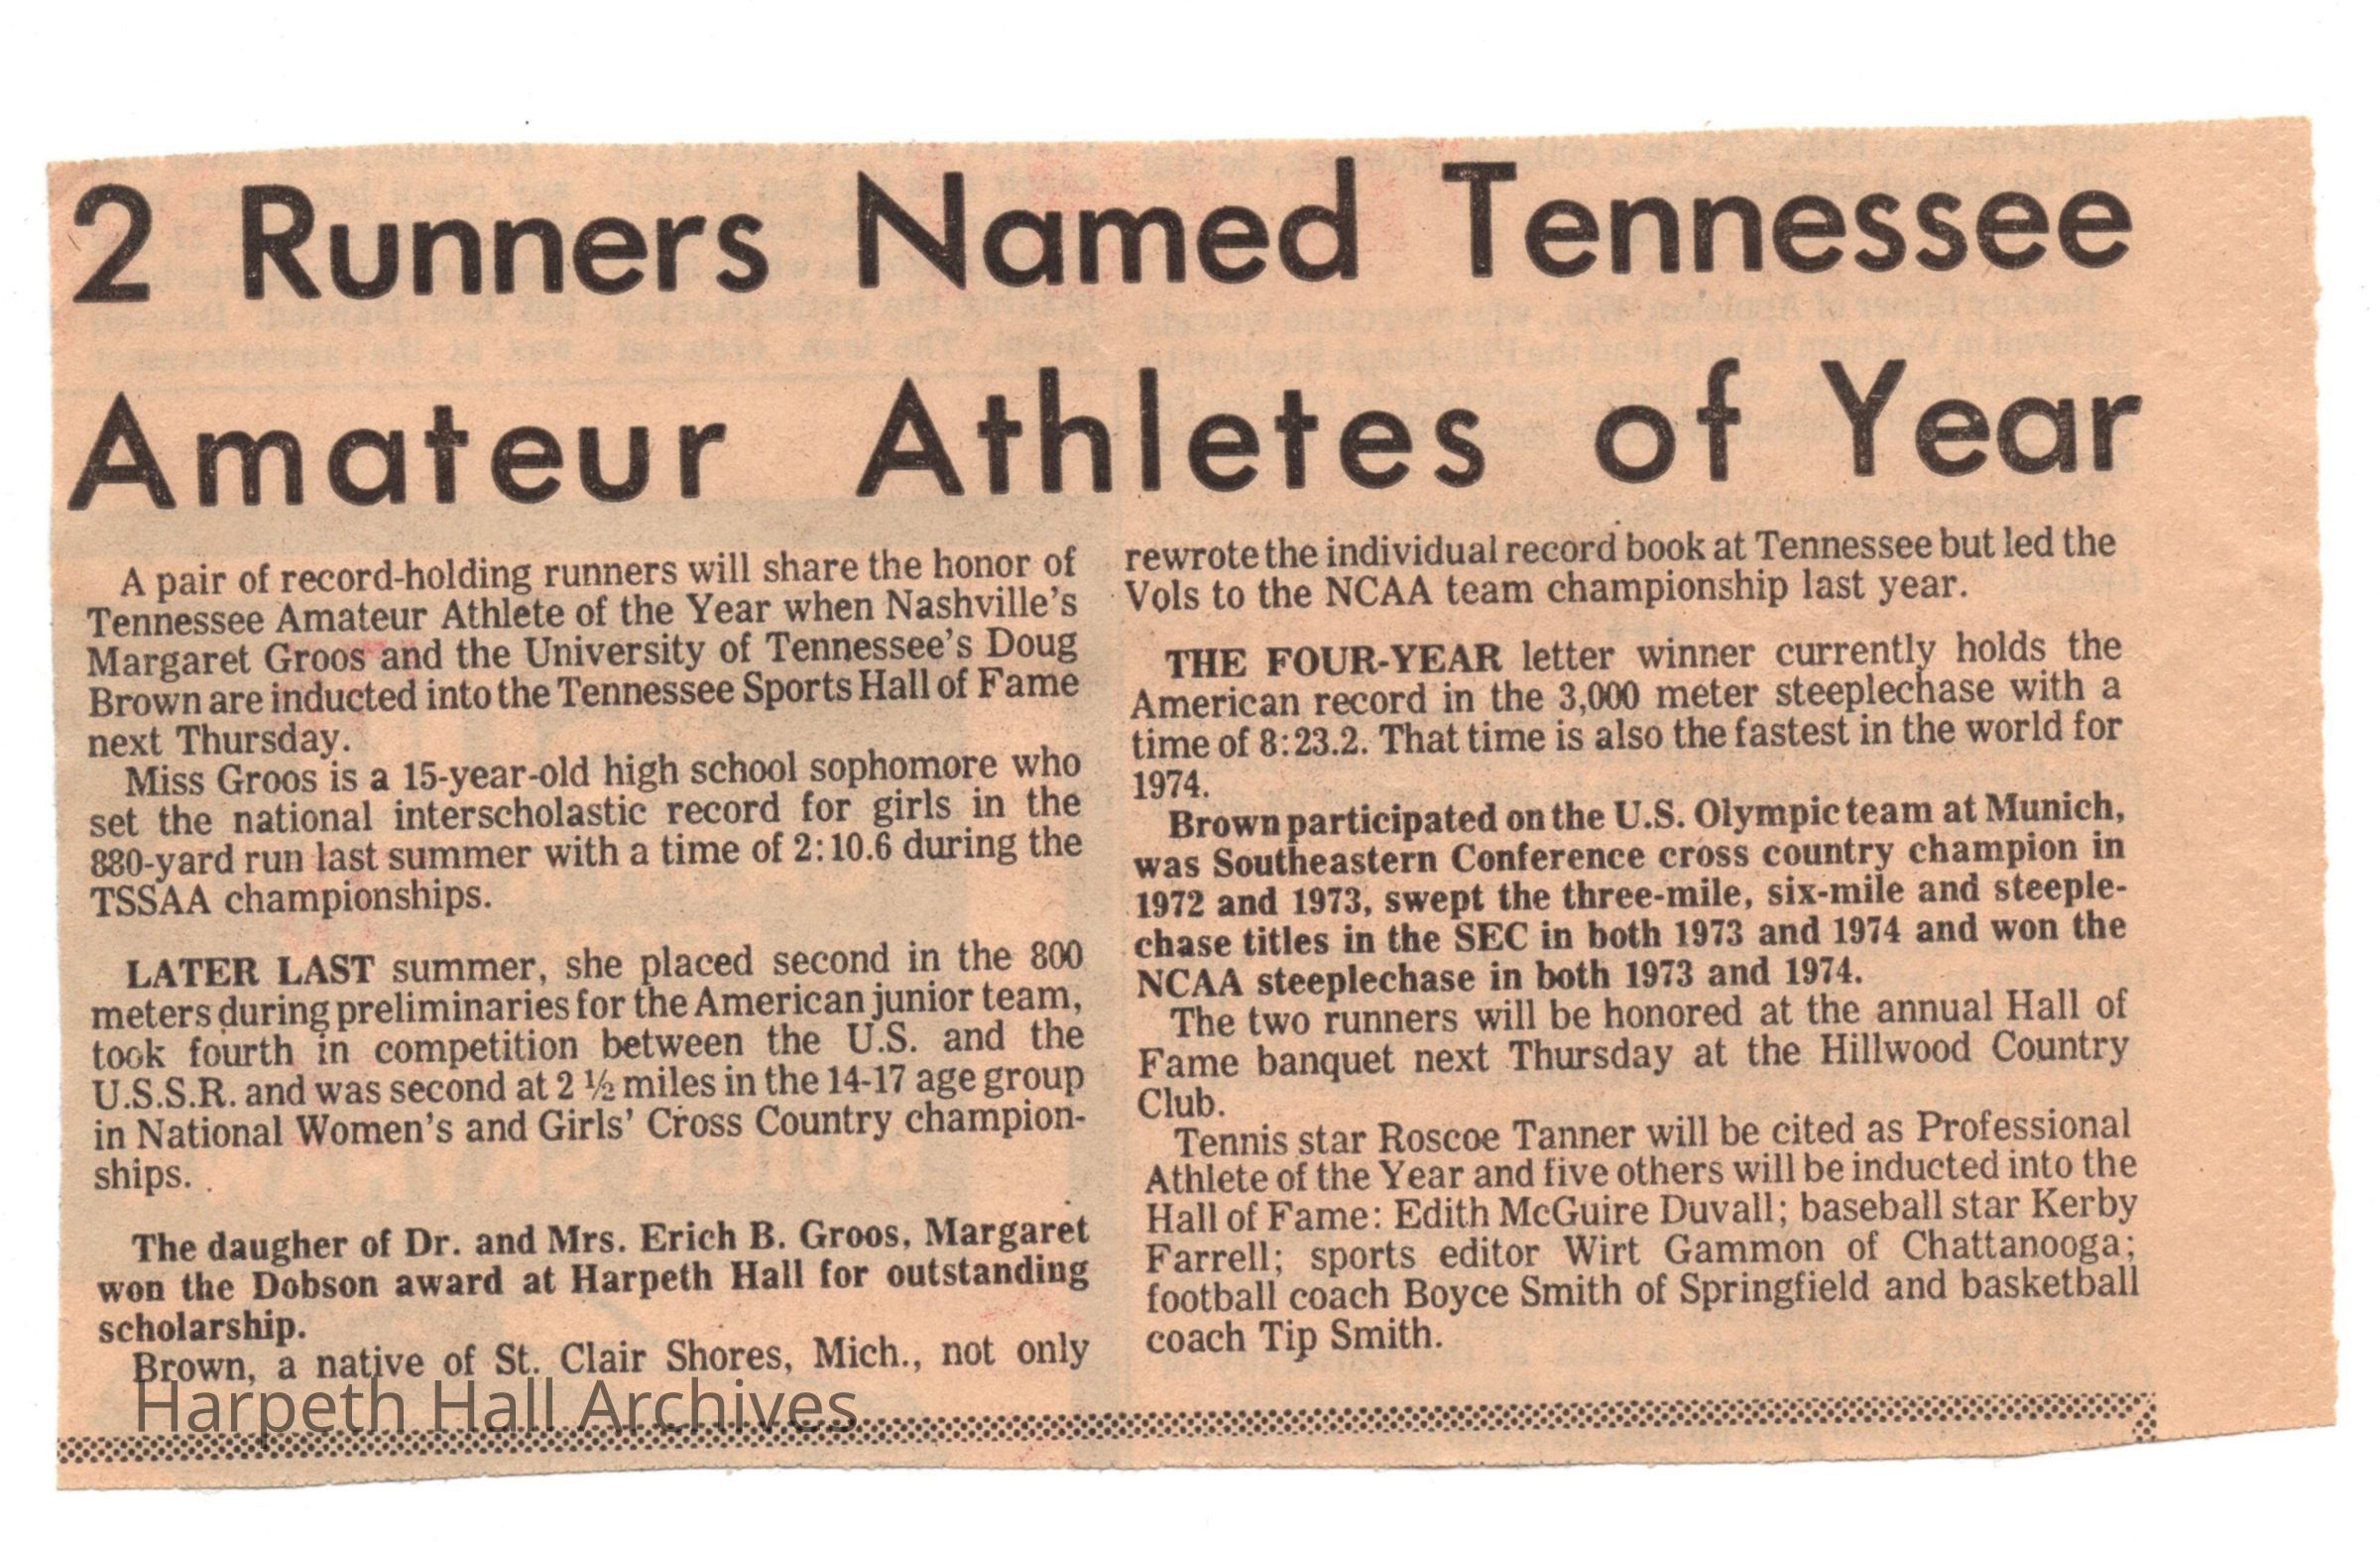 2 Runners Named Tennessee
Amateur Athletes of Year
A pair of record-holding runners will share the honor of
Tennessee Amateur Athlete of the Year when Nashville's
Margaret Groos and the University of Tennessee's Doug
Brown are inducted into the Tennessee Sports Hall of Fame
next Thursday.
Miss Groos is a 15-year-old high school sophomore who
set the national interscholastic record for girls in the
880-yard run last summer with a time of 2:10.6 during the
TSSAA championships.
LATER LAST summer, she placed second in the 800
meters during preliminaries for the American junior team,
took fourth in competition between the U.S. and the
U.S.S.R. and was second at 2 ½ miles in the 14-17 age group
in National Women's and Girls' Cross Country champion-
ships.
The daugher of Dr. and Mrs. Erich B. Groos, Margaret
won the Dobson award at Harpeth Hall for outstanding
scholarship.
Brown, a native of St. Clair Shores, Mich., not only
rewrote the individual record book at Tennessee but led the
Vols to the NCAA team championship last year.
THE FOUR-YEAR letter winner currently holds the
American record in the 3,000 meter steeplechase with a
time of 8:23.2. That time is also the fastest in the world for
1974.
Brown participated on the U.S. Olympic team at Munich,
was Southeastern Conference cross country champion in
1972 and 1973, swept the three-mile, six-mile and steeple-
chase titles in the SEC in both 1973 and 1974 and won the
NCAA steeplechase in both 1973 and 1974.
The two runners will be honored at the annual Hall of
Fame banquet next Thursday at the Hillwood Country
Club.
Tennis star Roscoe Tanner will be cited as Professional
Athlete of the Year and five others will be inducted into the
Hall of Fame: Edith McGuire Duvall; baseball star Kerby
Farrell; sports editor Wirt Gammon of Chattanooga;
football coach Boyce Smith of Springfield and basketball
coach Tip Smith.
Harpeth Hall Archives